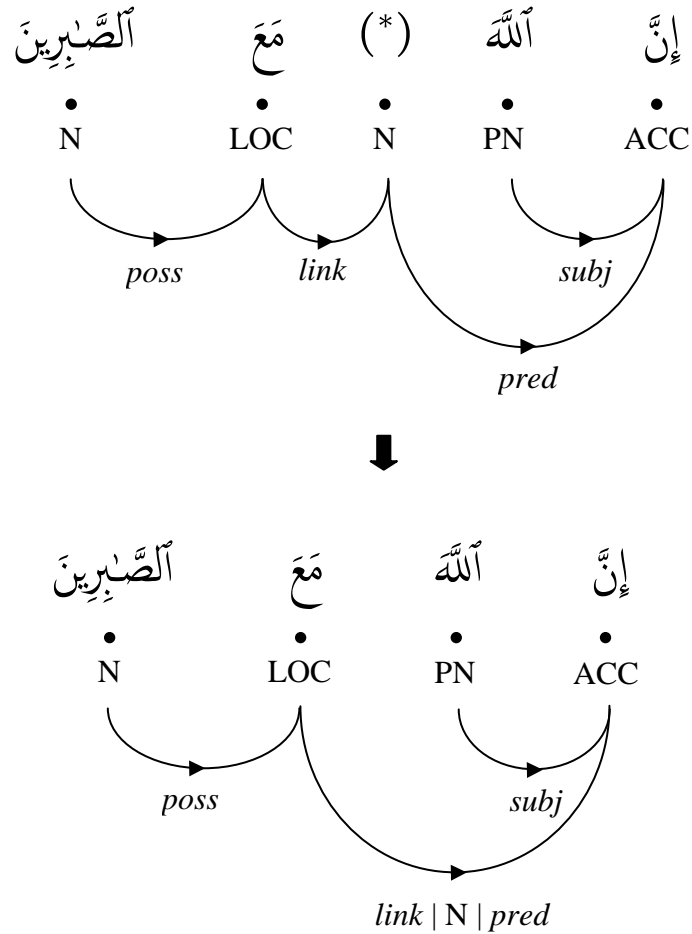 إِنَّ ٱللَّهَ (*) مَعَ ٱلصَّٰبِرِينَ
N LOC N PN ACC
poss link subj
pred
إِنَّ ٱللَّهَ مَعَ ٱلصَّٰبِرِينَ
N LOC PN ACC
poss subj
link | N | pred